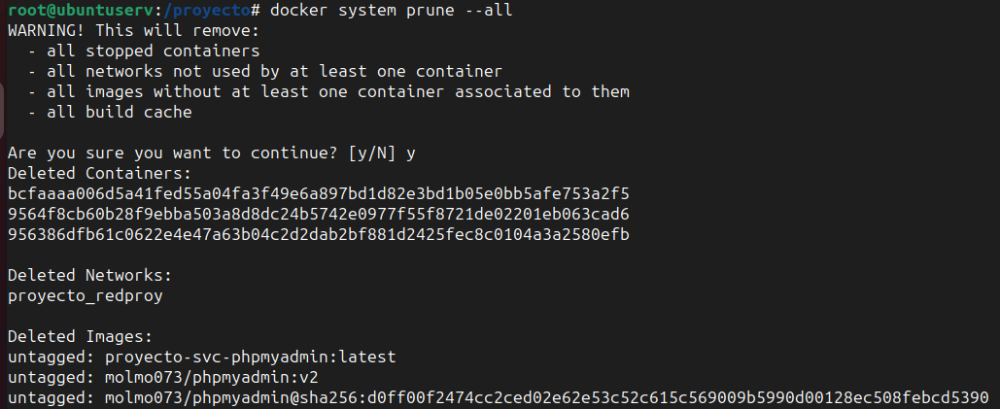 root@ubuntuserv:/proyecto# docker system prune --all
WARNING! This will remove:
  - all stopped containers
  - all networks not used by at least one container
  - all images without at least one container associated to them
  - all build cache

Are you sure you want to continue? [y/N] y
Deleted Containers:
bcfaaaa006d5a41fed55a04fa3f49e6a897bd1d82e3bd1b05e0bb5afe753a2f5
9564f8cb60b28f9ebba503a8d8dc24b5742e0977f55f8721de02201eb063cad6
956386dfb61c0622e4e47a63b04c2d2dab2bf881d2425fec8c0104a3a2580efb

Deleted Networks:
proyecto_redproy

Deleted Images:
untagged: proyecto-svc-phpmyadmin:latest
untagged: molmo073/phpmyadmin:v2
untagged: molmo073/phpmyadmin@sha256:d0ff00f2474cc2ced02e62e53c52c615c569009b5990d00128ec508febcd5390